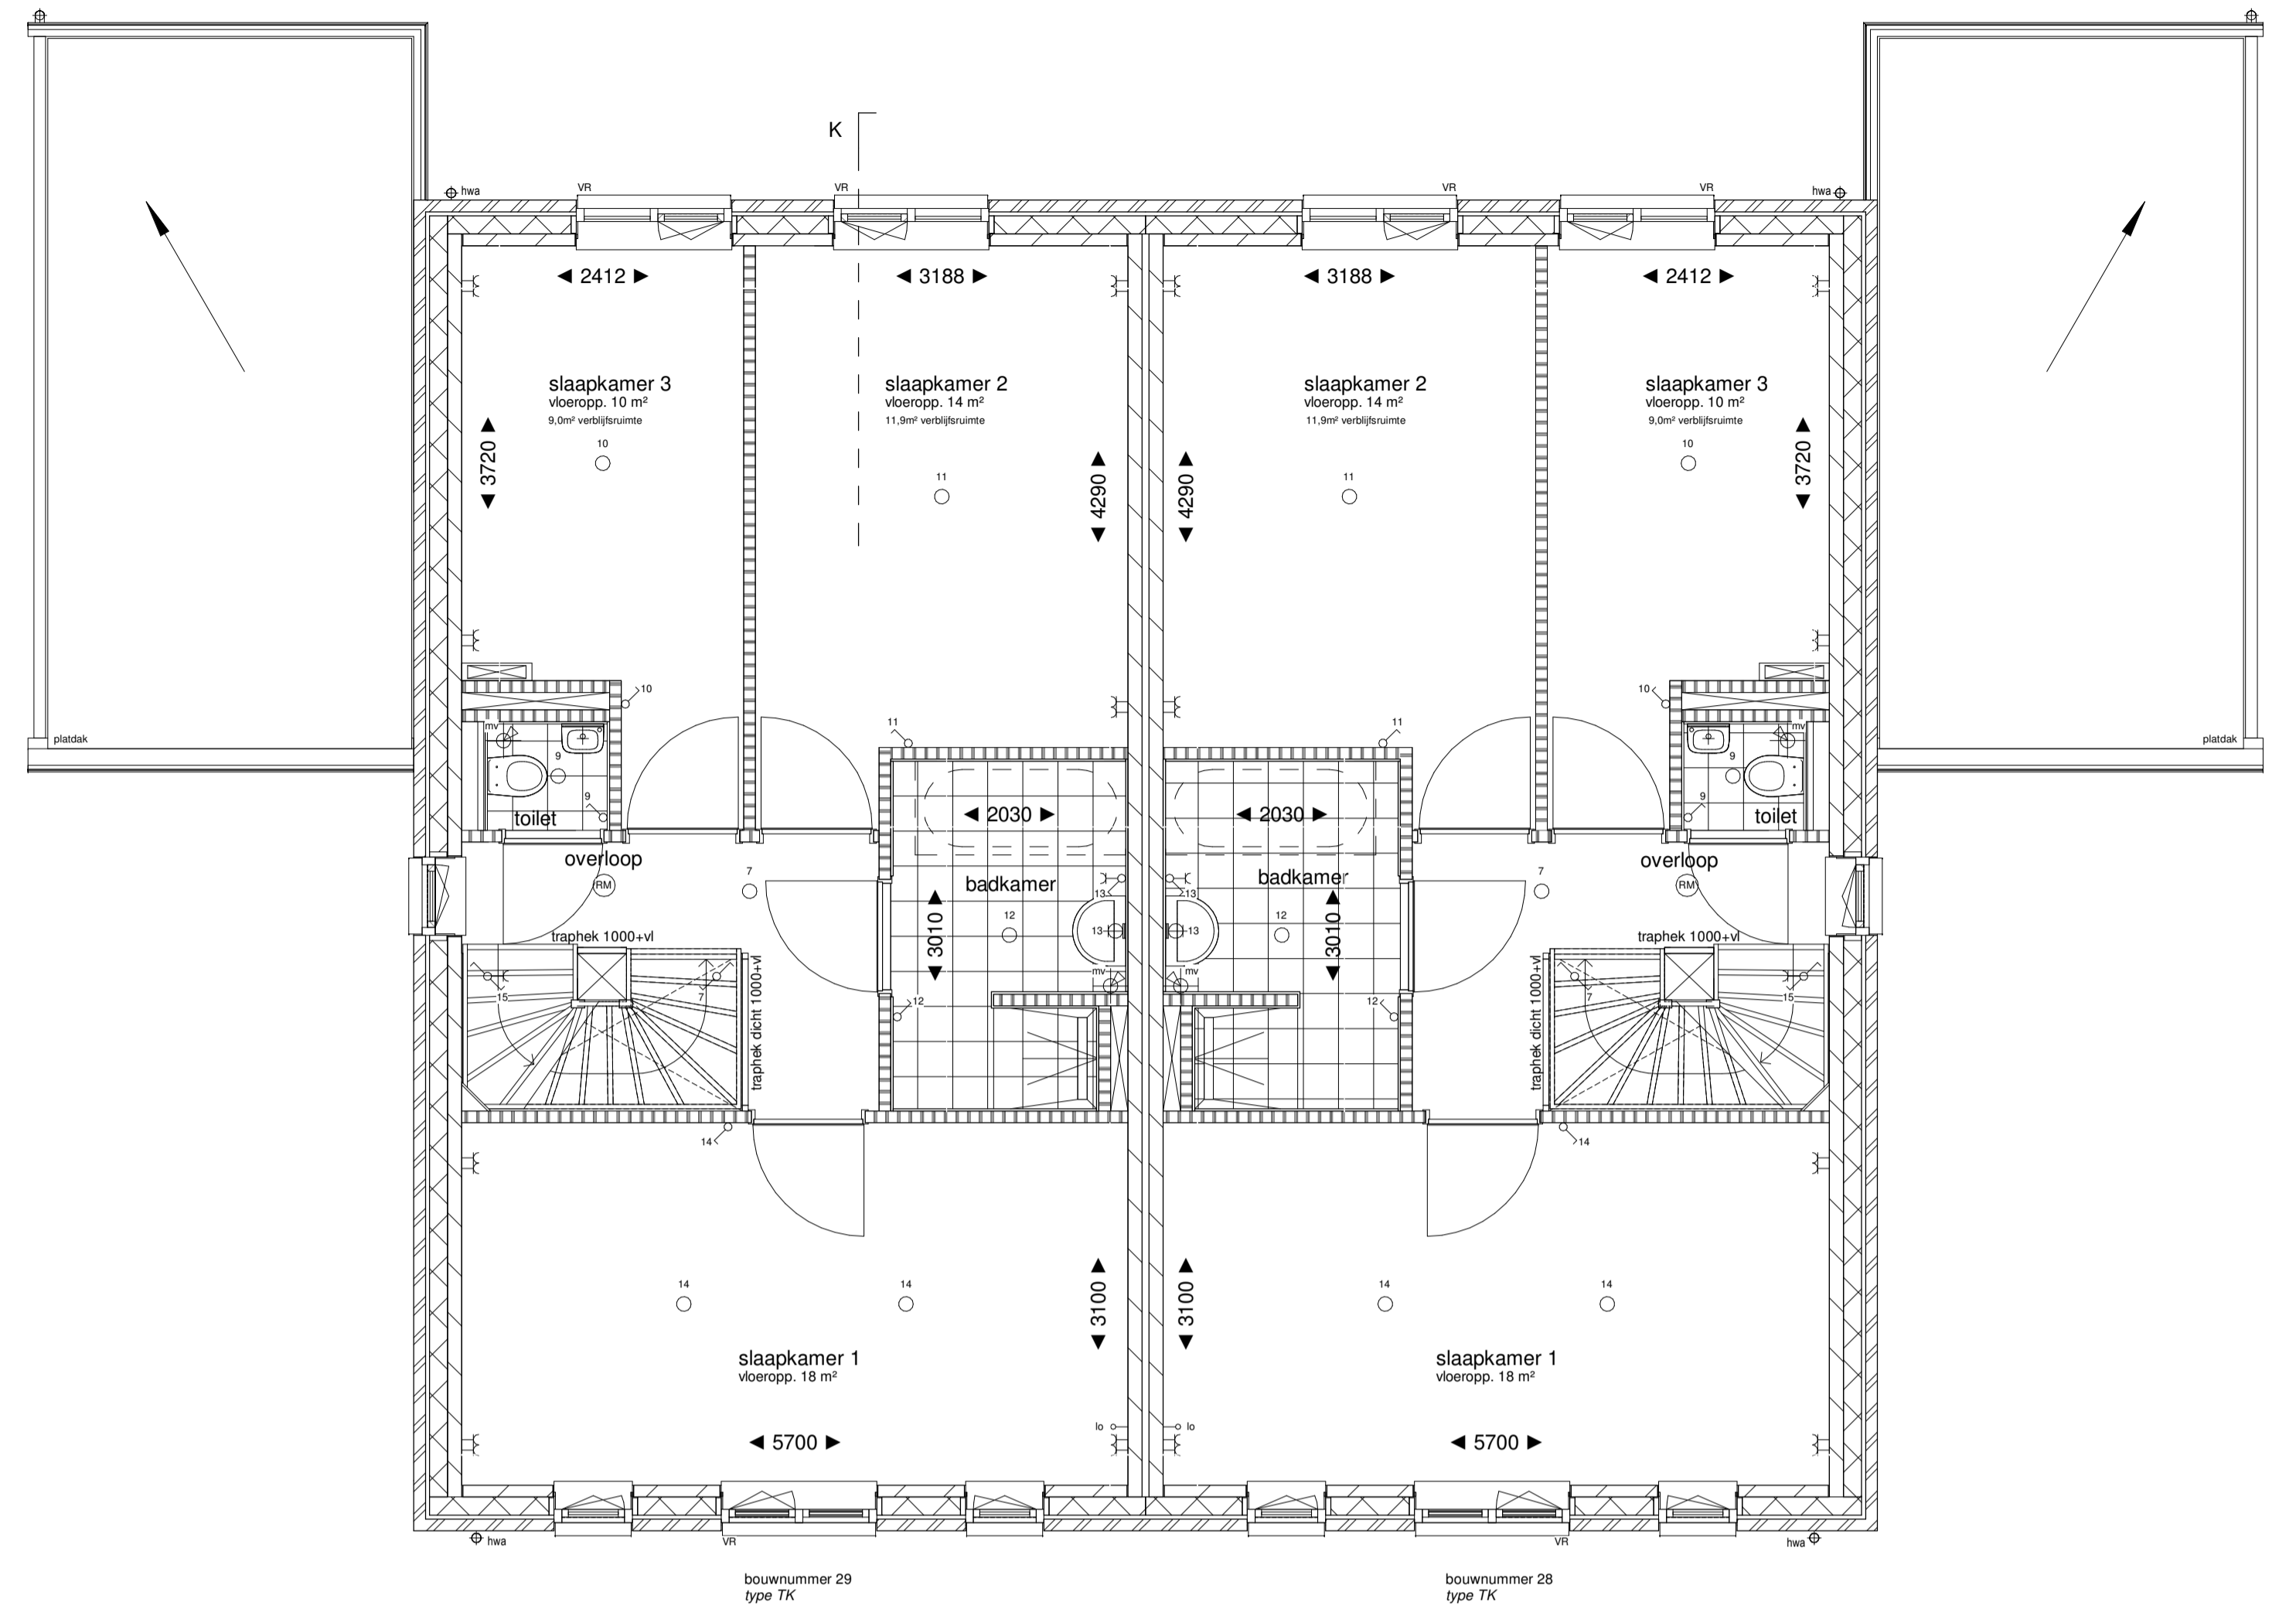 K
hwa
VR
VR
VR
VR
hwa
2412
3188
3188
2412
slaapkamer 3
vloeropp. 10 m²
9,0m² verblijfsruimte
10
slaapkamer 2
vloeropp. 14 m²
11,9m² verblijfsruimte
11
slaapkamer 2
vloeropp. 14 m²
11,9m² verblijfsruimte
11
slaapkamer 3
vloeropp. 10 m²
9,0m² verblijfsruimte
10
3720
4290
4290
3720
10
10
platdak
mv
11
11
mv
platdak
9
9
9
9
toilet
2030
2030
toilet
overloop
RM
7
badkamer
12
13
13
badkamer
12
13
13
7
overloop
RM
3010
3010
traphek 1000+vl
traphek 1000+vl
mv
mv
15
7
traphek dicht 1000+vl
12
12
traphek dicht 1000+vl
7
15
14
14
14
14
14
14
3100
3100
slaapkamer 1
vloeropp. 18 m²
slaapkamer 1
vloeropp. 18 m²
lo
lo
5700
5700
hwa
VR
VR
hwa
bouwnummer 29
type TK
bouwnummer 28
type TK